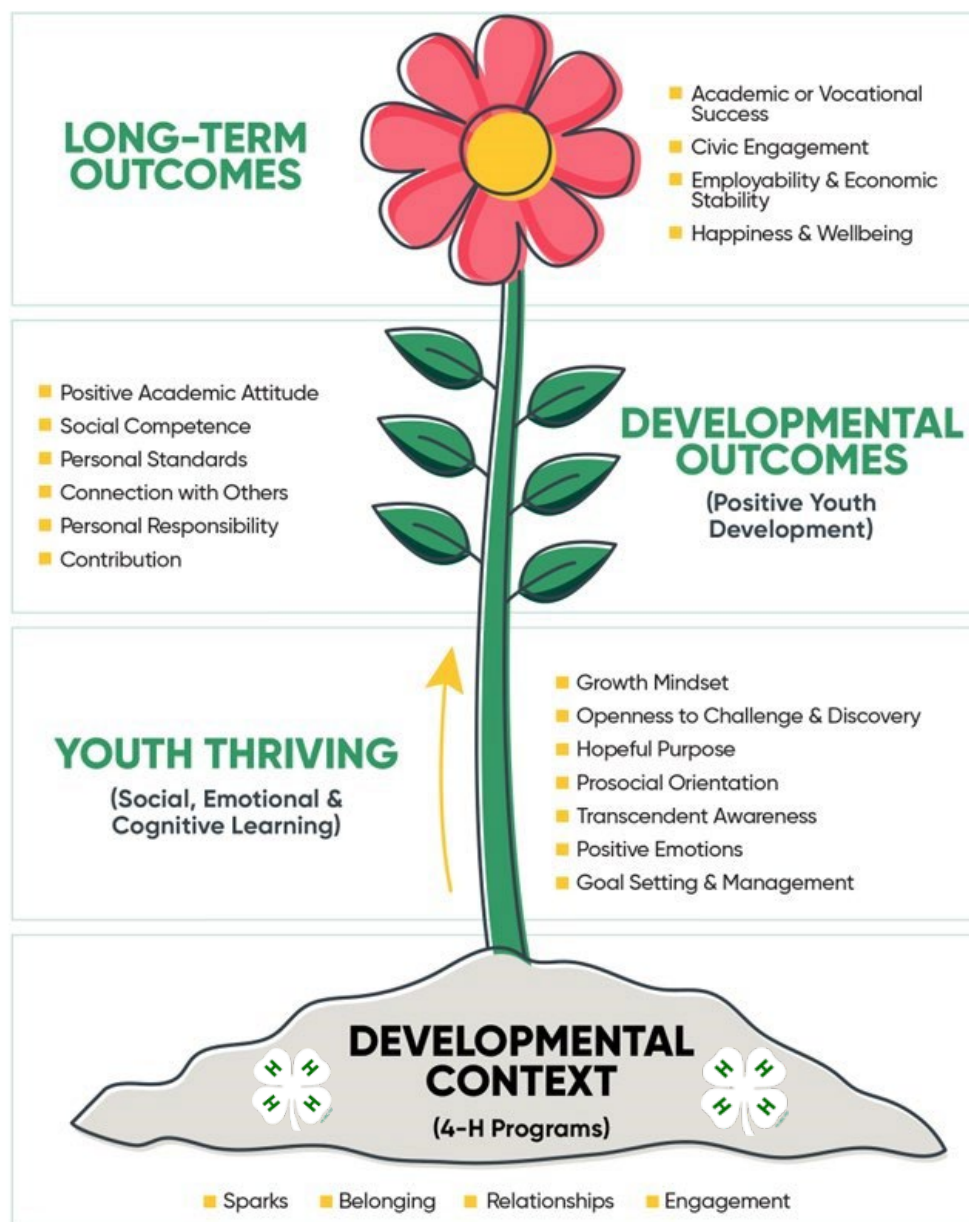 LONG-TERM
OUTCOMES
Academic or Vocational
Success
Civic Engagement
Employability & Economic
Stability
Happiness & Wellbeing
Positive Academic Attitude
Social Competence
Personal Standards
Connection with Others
Personal Responsibility
Contribution
DEVELOPMENTAL
OUTCOMES
(Positive Youth
Development)
YOUTH THRIVING
(Social, Emotional &
Cognitive Learning)
Growth Mindset
Openness to Challenge & Discovery
Hopeful Purpose
Prosocial Orientation
Transcendent Awareness
Positive Emotions
Goal Setting & Management
DEVELOPMENTAL
CONTEXT
(4-H Programs)
H H
H H
H H
H H
Sparks Belonging Relationships Engagement